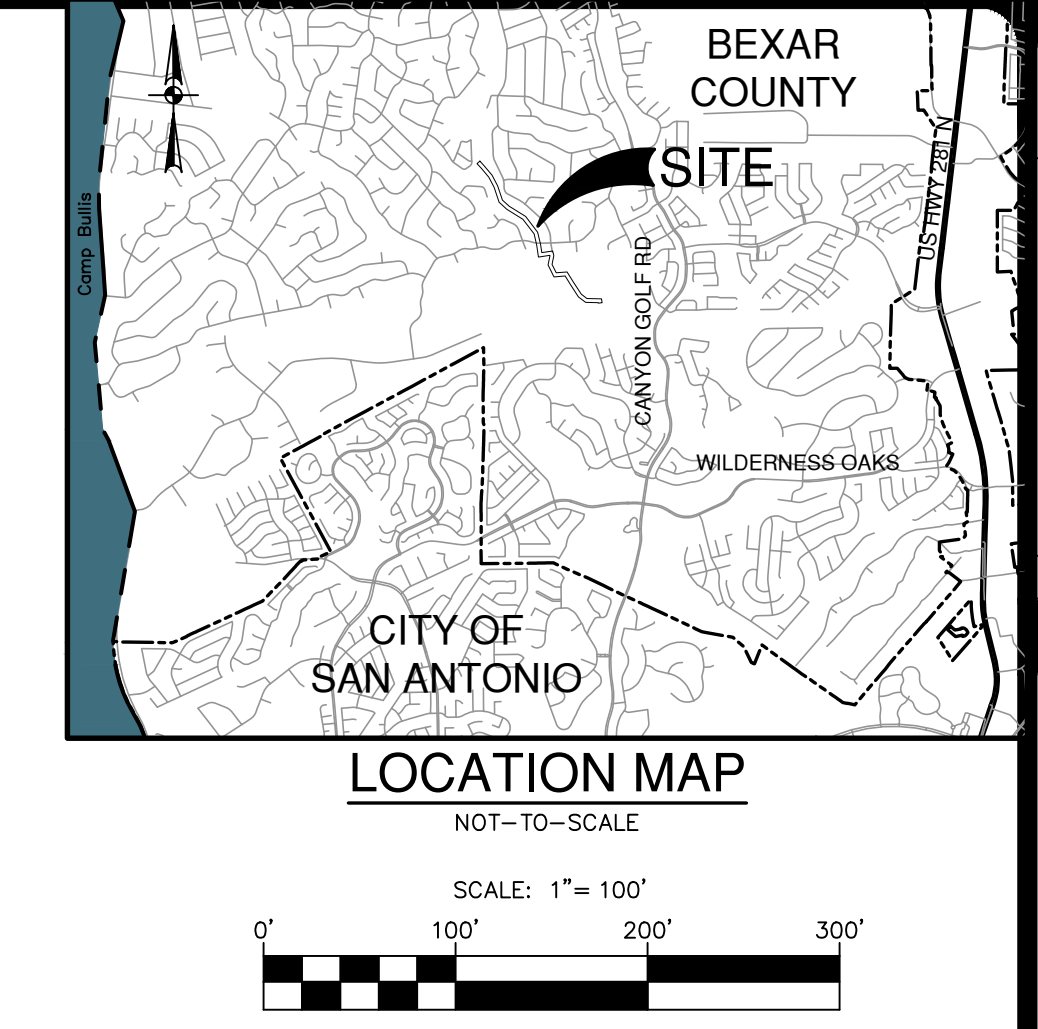 BEXAR
COUNTY
SITE
US HWY 281 N
Camp Bullis
CANYON GOLF RD
WILDERNESS OAKS
CITY OF
SAN ANTONIO
LOCATION MAP
NOT-TO-SCALE
SCALE: 1"= 100'
0' 100' 200' 300'